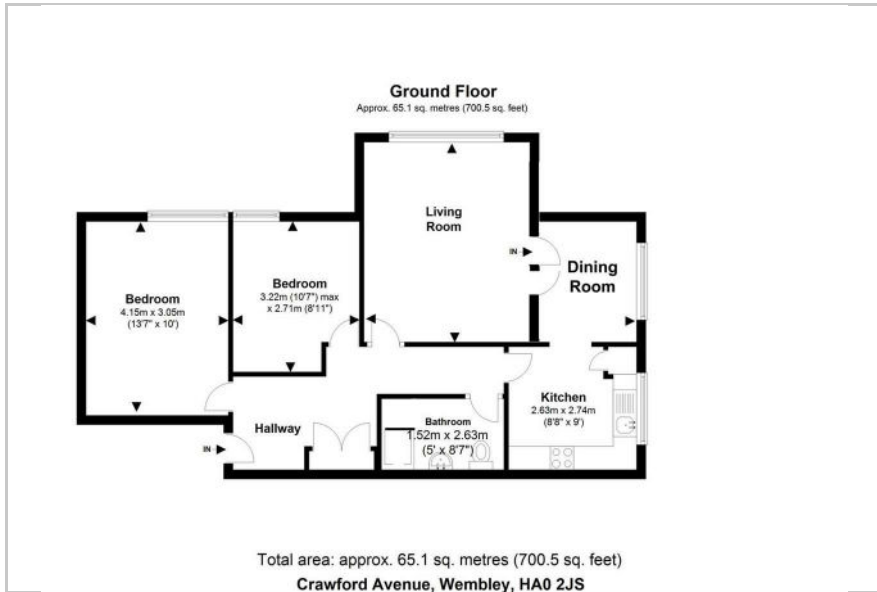 Ground Floor
Approx. 65.1 sq. metres (700.5 sq. feet)
Living
Room
IN
Dining
Room
Bedroom
3.22m (10'7") max
x 2.71m (8'11")
Bedroom
4.15m x 3.05m
(13'7" x 10')
Kitchen
2.63m x 2.74m
(8'8" x 9')
Hallway
Bathroom
1.52m x 2.63m
(5' x 8'7")
IN
Total area: approx. 65.1 sq. metres (700.5 sq. feet)
Crawford Avenue, Wembley, HA0 2JS